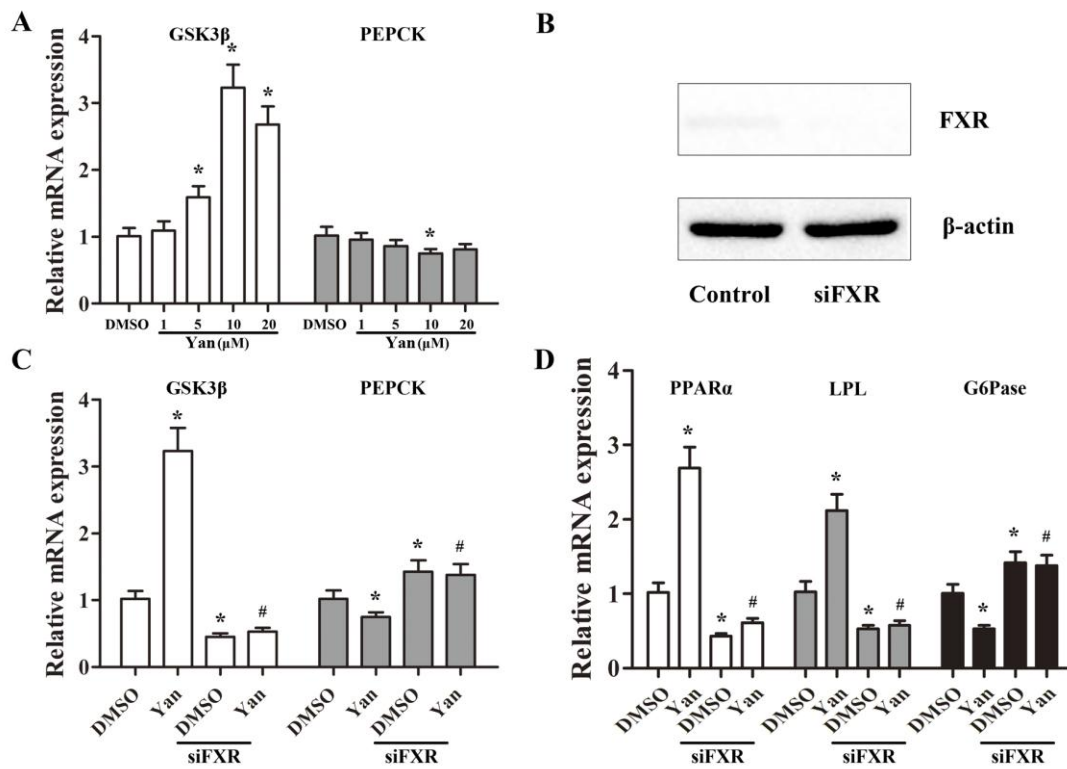 A
GSK3β PEPCK
Relative mRNA expression
4
3
2
1
0
* * * *
DMSO 1 5 10 20 DMSO 1 5 10 20
Yan (μM) Yan (μM)
B
FXR
β-actin
Control siFXR
C
GSK3β PEPCK
Relative mRNA expression
4
3
2
1
0
* * # * * #
DMSO Yan DMSO Yan DMSO Yan DMSO Yan
siFXR siFXR
D
PPARα LPL G6Pase
Relative mRNA expression
4
3
2
1
0
* * # * * # * * #
DMSO Yan DMSO Yan DMSO Yan DMSO Yan DMSO Yan DMSO Yan
siFXR siFXR siFXR